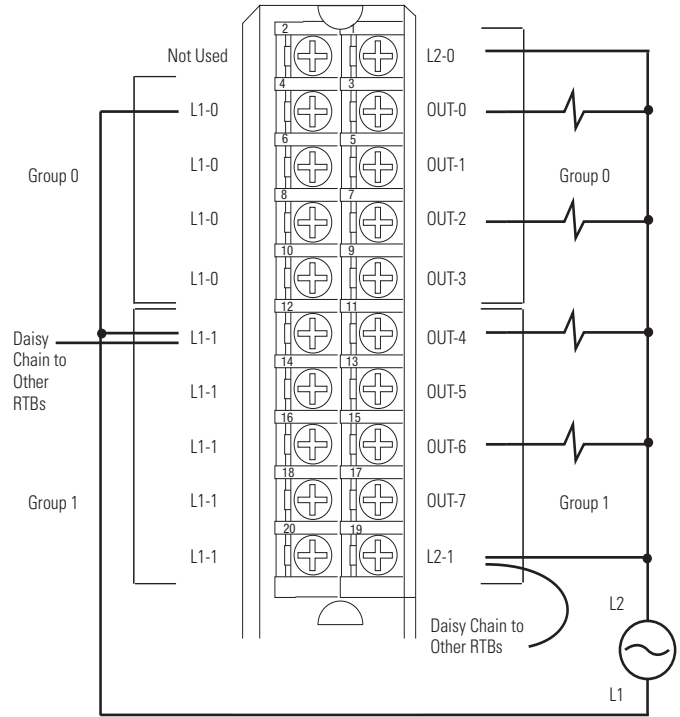 2 1
Not Used L2-0
4 3
L1-0 OUT-0
6 5
L1-0 OUT-1
Group 0 Group 0
8 7
L1-0 OUT-2
10 9
L1-0 OUT-3
12 11
L1-1 OUT-4
Daisy
Chain to
Other
RTBs
14 13
L1-1 OUT-5
16 15
L1-1 OUT-6
18 17
L1-1 OUT-7
Group 1 Group 1
20 19
L1-1 L2-1
Daisy Chain to
Other RTBs
L2
L1